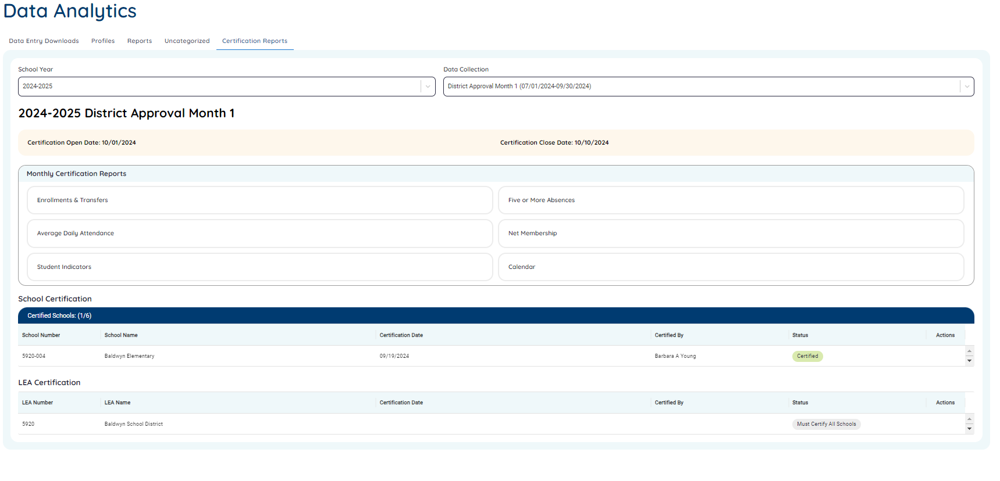 Data Analytics
Data Entry Downloads Profiles Reports Uncategorized Certification Reports
School Year Data Collection
2024-2025 District Approval Month 1 (07/01/2024-09/30/2024)
2024-2025 District Approval Month 1
Certification Open Date: 10/01/2024 Certification Close Date: 10/10/2024
Monthly Certification Reports
Enrollments & Transfers Five or More Absences
Average Daily Attendance Net Membership
Student Indicators Calendar
School Certification
Certified Schools: (1/6)
School Number School Name Certification Date Certified By Status Actions
5920-004 Baldwyn Elementary 09/19/2024 Barbara A Young Certified
LEA Certification
LEA Number LEA Name Certification Date Certified By Status Actions
5920 Baldwyn School District Must Certify All Schools